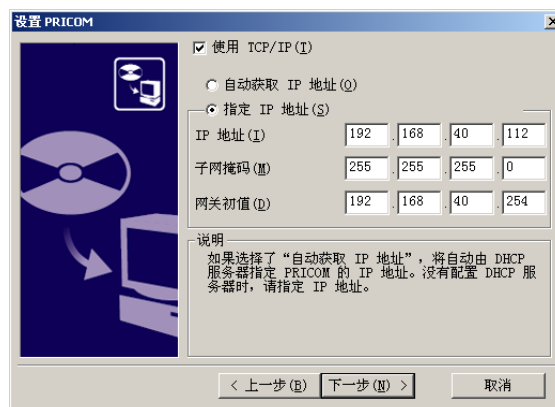 设置 PRICOM
使用 TCP/IP(T)
自动获取 IP 地址(O)
指定 IP 地址(S)
IP 地址(I) 192 .168 .40 .112
子网掩码(M) 255 .255 .255 .0
网关初值(D) 192 .168 .40 .254
说明
如果选择了“自动获取 IP 地址”，将自动由 DHCP
服务器指定 PRICOM 的 IP 地址。没有配置 DHCP 服
务器时，请指定 IP 地址。
< 上一步(B) 下一步(N) > 取消